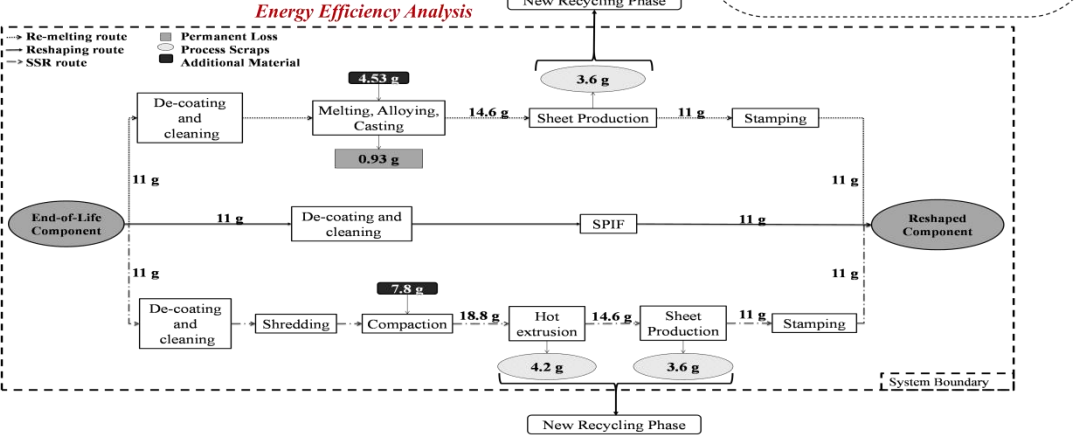 New Recycling Phase
Energy Efficiency Analysis
Re-melting route
Reshaping route
SSR route
Permanent Loss
Process Scraps
Additional Material
4.53 g
3.6 g
De-coating
and
cleaning
Melting, Alloying,
Casting
14.6 g
Sheet Production
11 g
Stamping
0.93 g
11 g
11 g
End-of-Life
Component
11 g
De-coating and
cleaning
SPIF
11 g
Reshaped
Component
11 g
11 g
7.8 g
De-coating
and
cleaning
Shredding
Compaction
18.8 g
Hot
extrusion
14.6 g
Sheet
Production
11 g
Stamping
4.2 g
3.6 g
System Boundary
New Recycling Phase